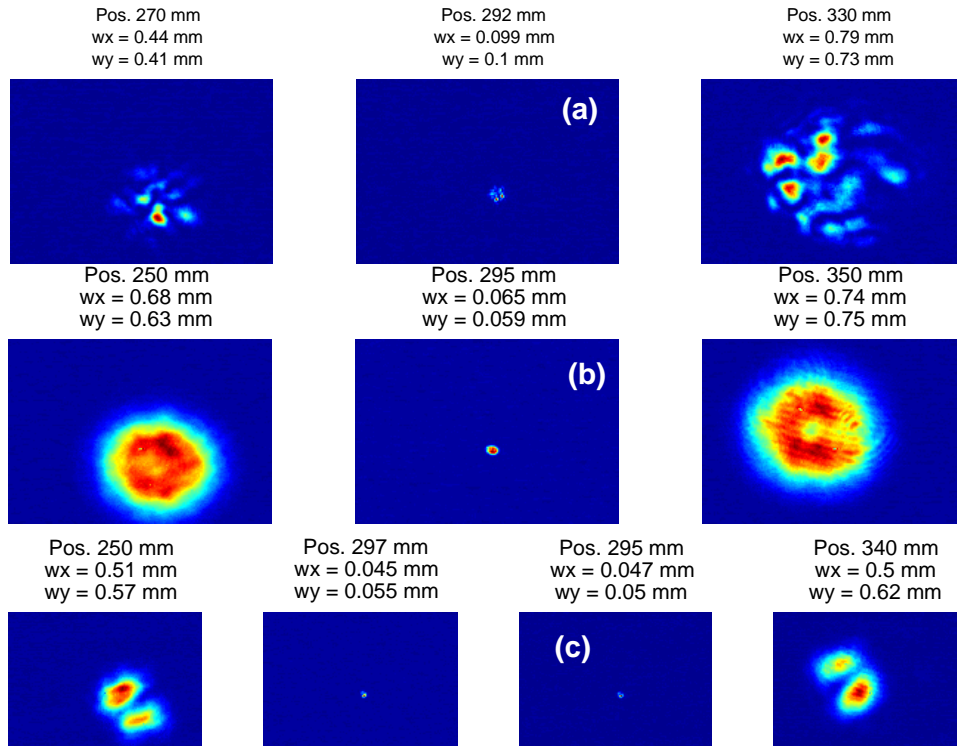 Pos. 270 mm
wx = 0.44 mm
wy = 0.41 mm
Pos. 292 mm
wx = 0.099 mm
wy = 0.1 mm
Pos. 330 mm
wx = 0.79 mm
wy = 0.73 mm
(a)
Pos. 250 mm
wx = 0.68 mm
wy = 0.63 mm
Pos. 295 mm
wx = 0.065 mm
wy = 0.059 mm
Pos. 350 mm
wx = 0.74 mm
wy = 0.75 mm
(b)
Pos. 250 mm
wx = 0.51 mm
wy = 0.57 mm
Pos. 297 mm
wx = 0.045 mm
wy = 0.055 mm
Pos. 295 mm
wx = 0.047 mm
wy = 0.05 mm
Pos. 340 mm
wx = 0.5 mm
wy = 0.62 mm
(c)